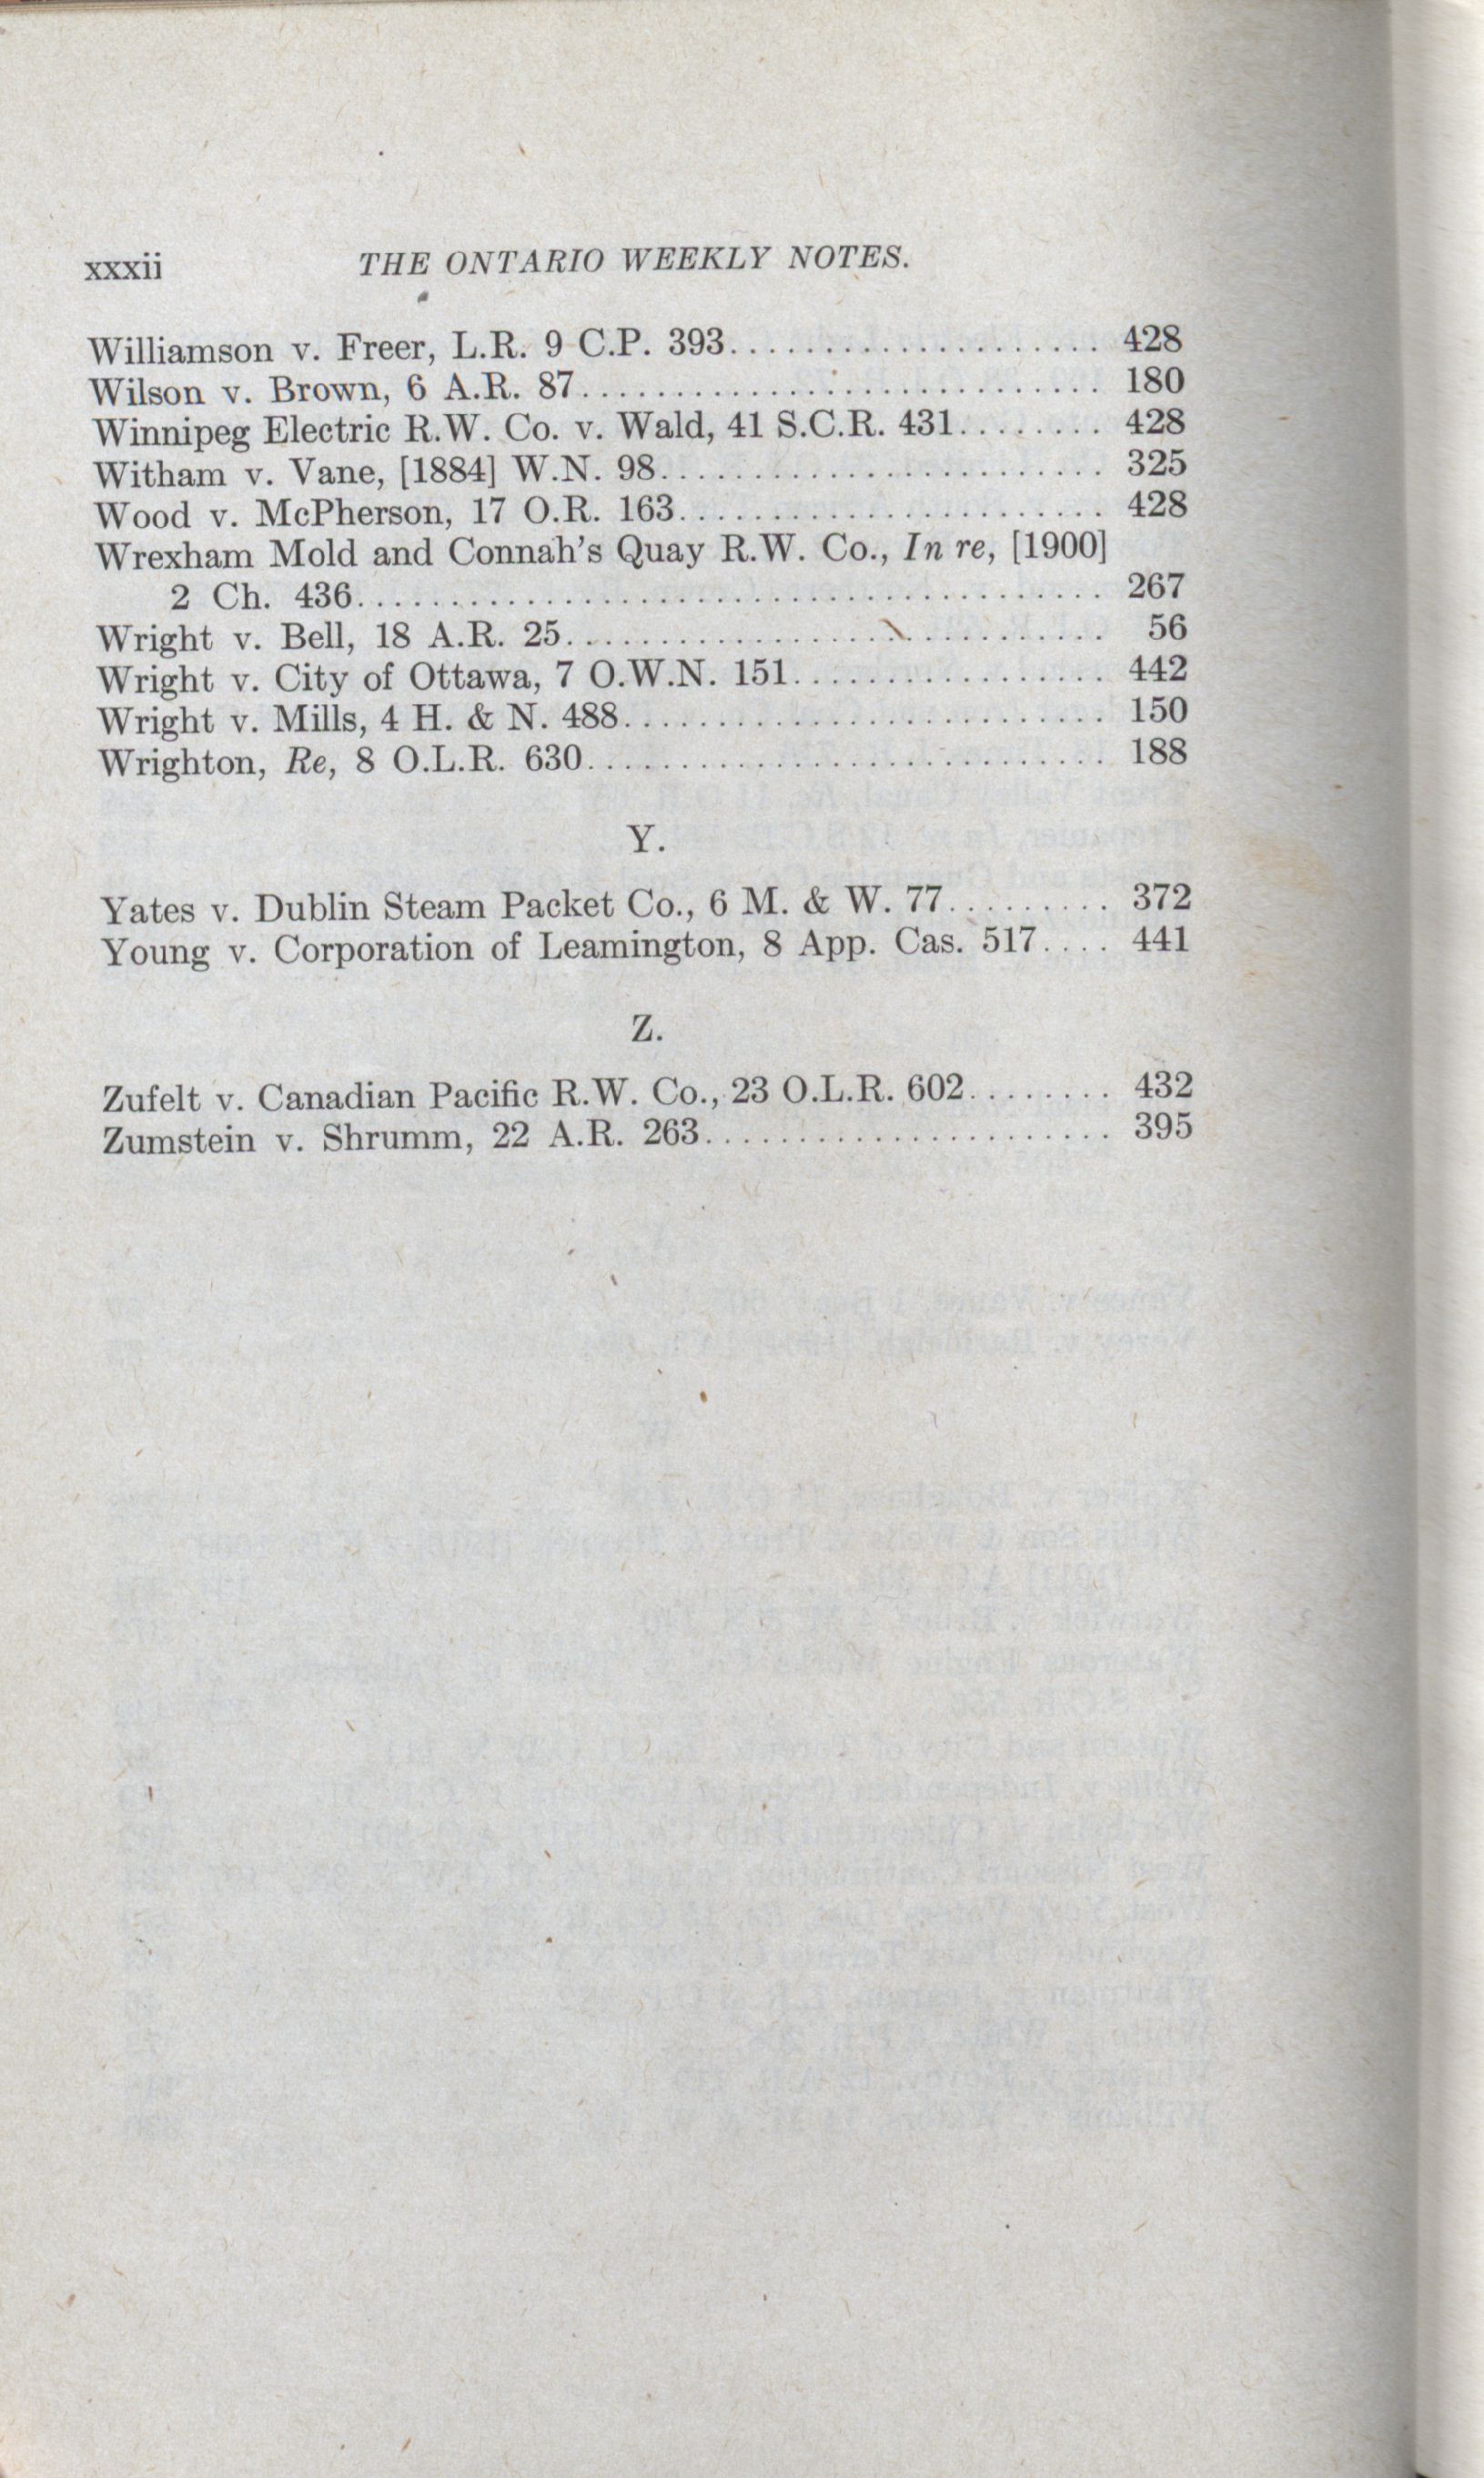 xxxii THE ONTARIO WEEKLY NOTES.
Williamson v. Freer, L.R. 9 C.P. 393..................... 428
Wilson v. Brown, 6 A.R. 87............................. 180
Winnipeg Electric R.W. Co. v. Wald, 41 S.C.R. 431........ 428
Witham v. Vane, [1884] W.N. 98......................... 325
Wood v. McPherson, 17 O.R. 163........................ 428
Wrexham Mold and Connah's Quay R.W. Co., In re, [1900]
2 Ch. 436.......................................... 267
Wright v. Bell, 18 A.R. 25.............................. 56
Wright v. City of Ottawa, 7 O.W.N. 151................. 442
Wright v. Mills, 4 H. & N. 488........................... 150
Wrighton, Re, 8 O.L.R. 630............................. 188
Y.
Yates v. Dublin Steam Packet Co., 6 M. & W. 77......... 372
Young v. Corporation of Leamington, 8 App. Cas. 517.... 441
Z.
Zufelt v. Canadian Pacific R.W. Co., 23 O.L.R. 602........ 432
Zumstein v. Shrumm, 22 A.R. 263....................... 395